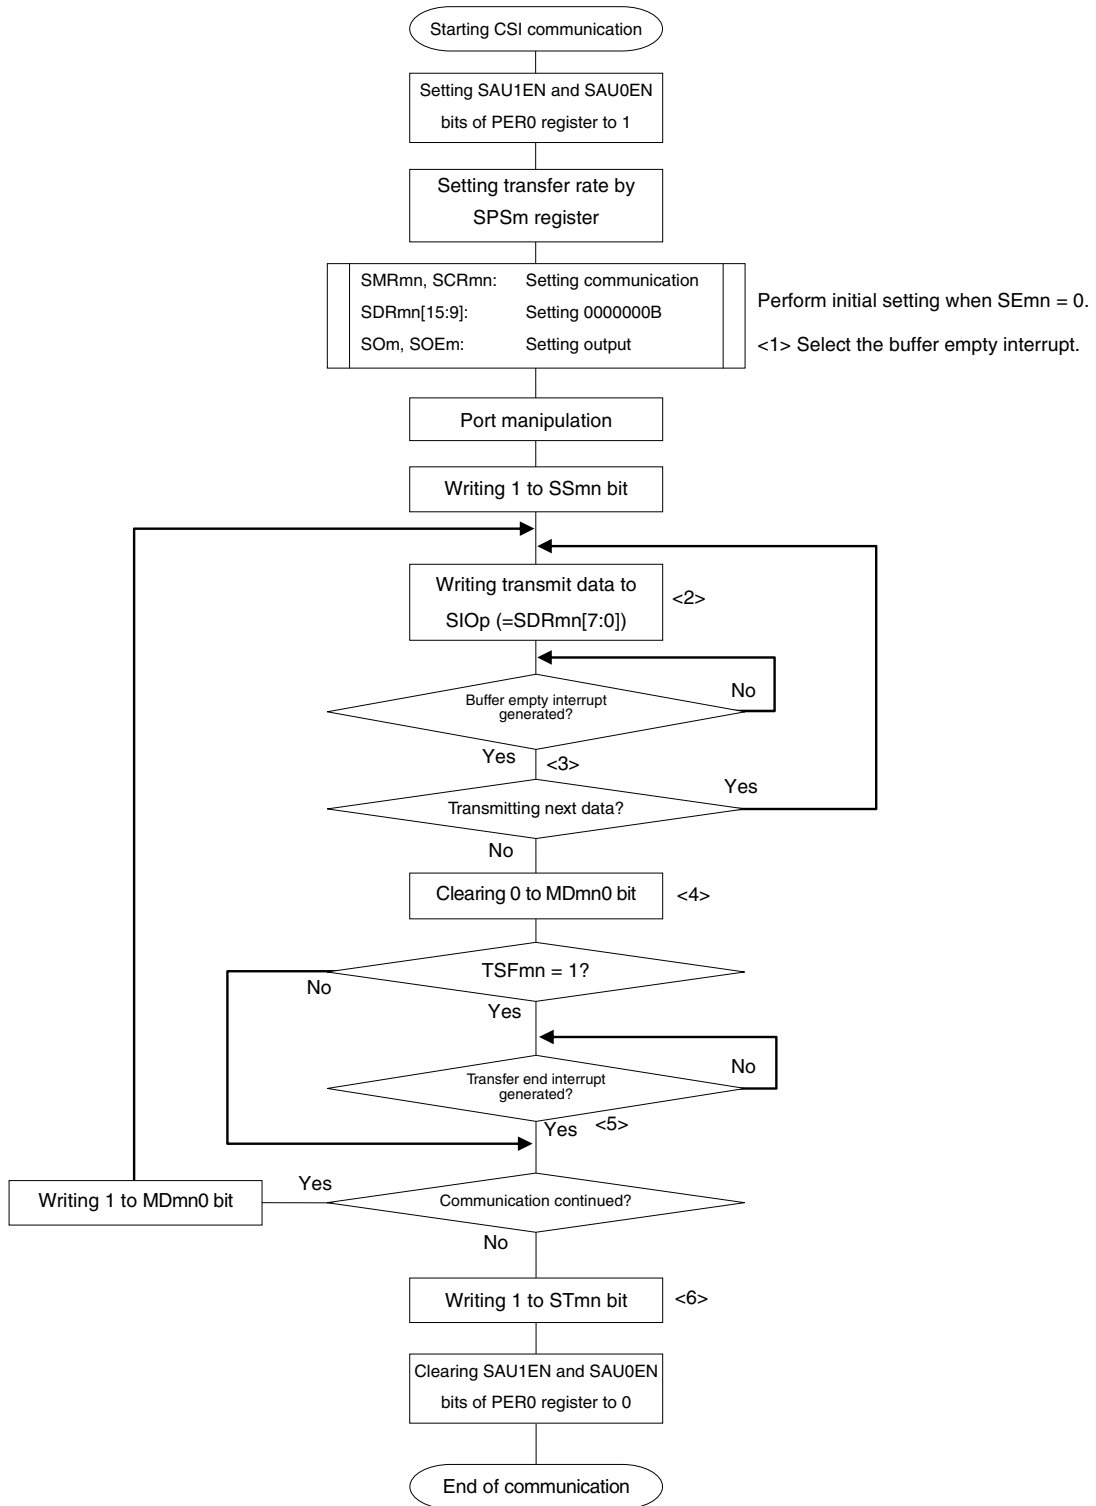 Starting CSI communication
Setting SAU1EN and SAU0EN
bits of PER0 register to 1
Setting transfer rate by
SPSm register
SMRmn, SCRmn: Setting communication
SDRmn[15:9]: Setting 0000000B
SOm, SOEm: Setting output
Perform initial setting when SEmn = 0.
<1> Select the buffer empty interrupt.
Port manipulation
Writing 1 to SSmn bit
Writing transmit data to
SIOp (=SDRmn[7:0])
<2>
No
Buffer empty interrupt
generated?
Yes
<3>
Yes
Transmitting next data?
No
Clearing 0 to MDmn0 bit
<4>
TSFmn = 1?
No
Yes
No
Transfer end interrupt
generated?
Yes
<5>
Yes
Writing 1 to MDmn0 bit
Communication continued?
No
Writing 1 to STmn bit
<6>
Clearing SAU1EN and SAU0EN
bits of PER0 register to 0
End of communication